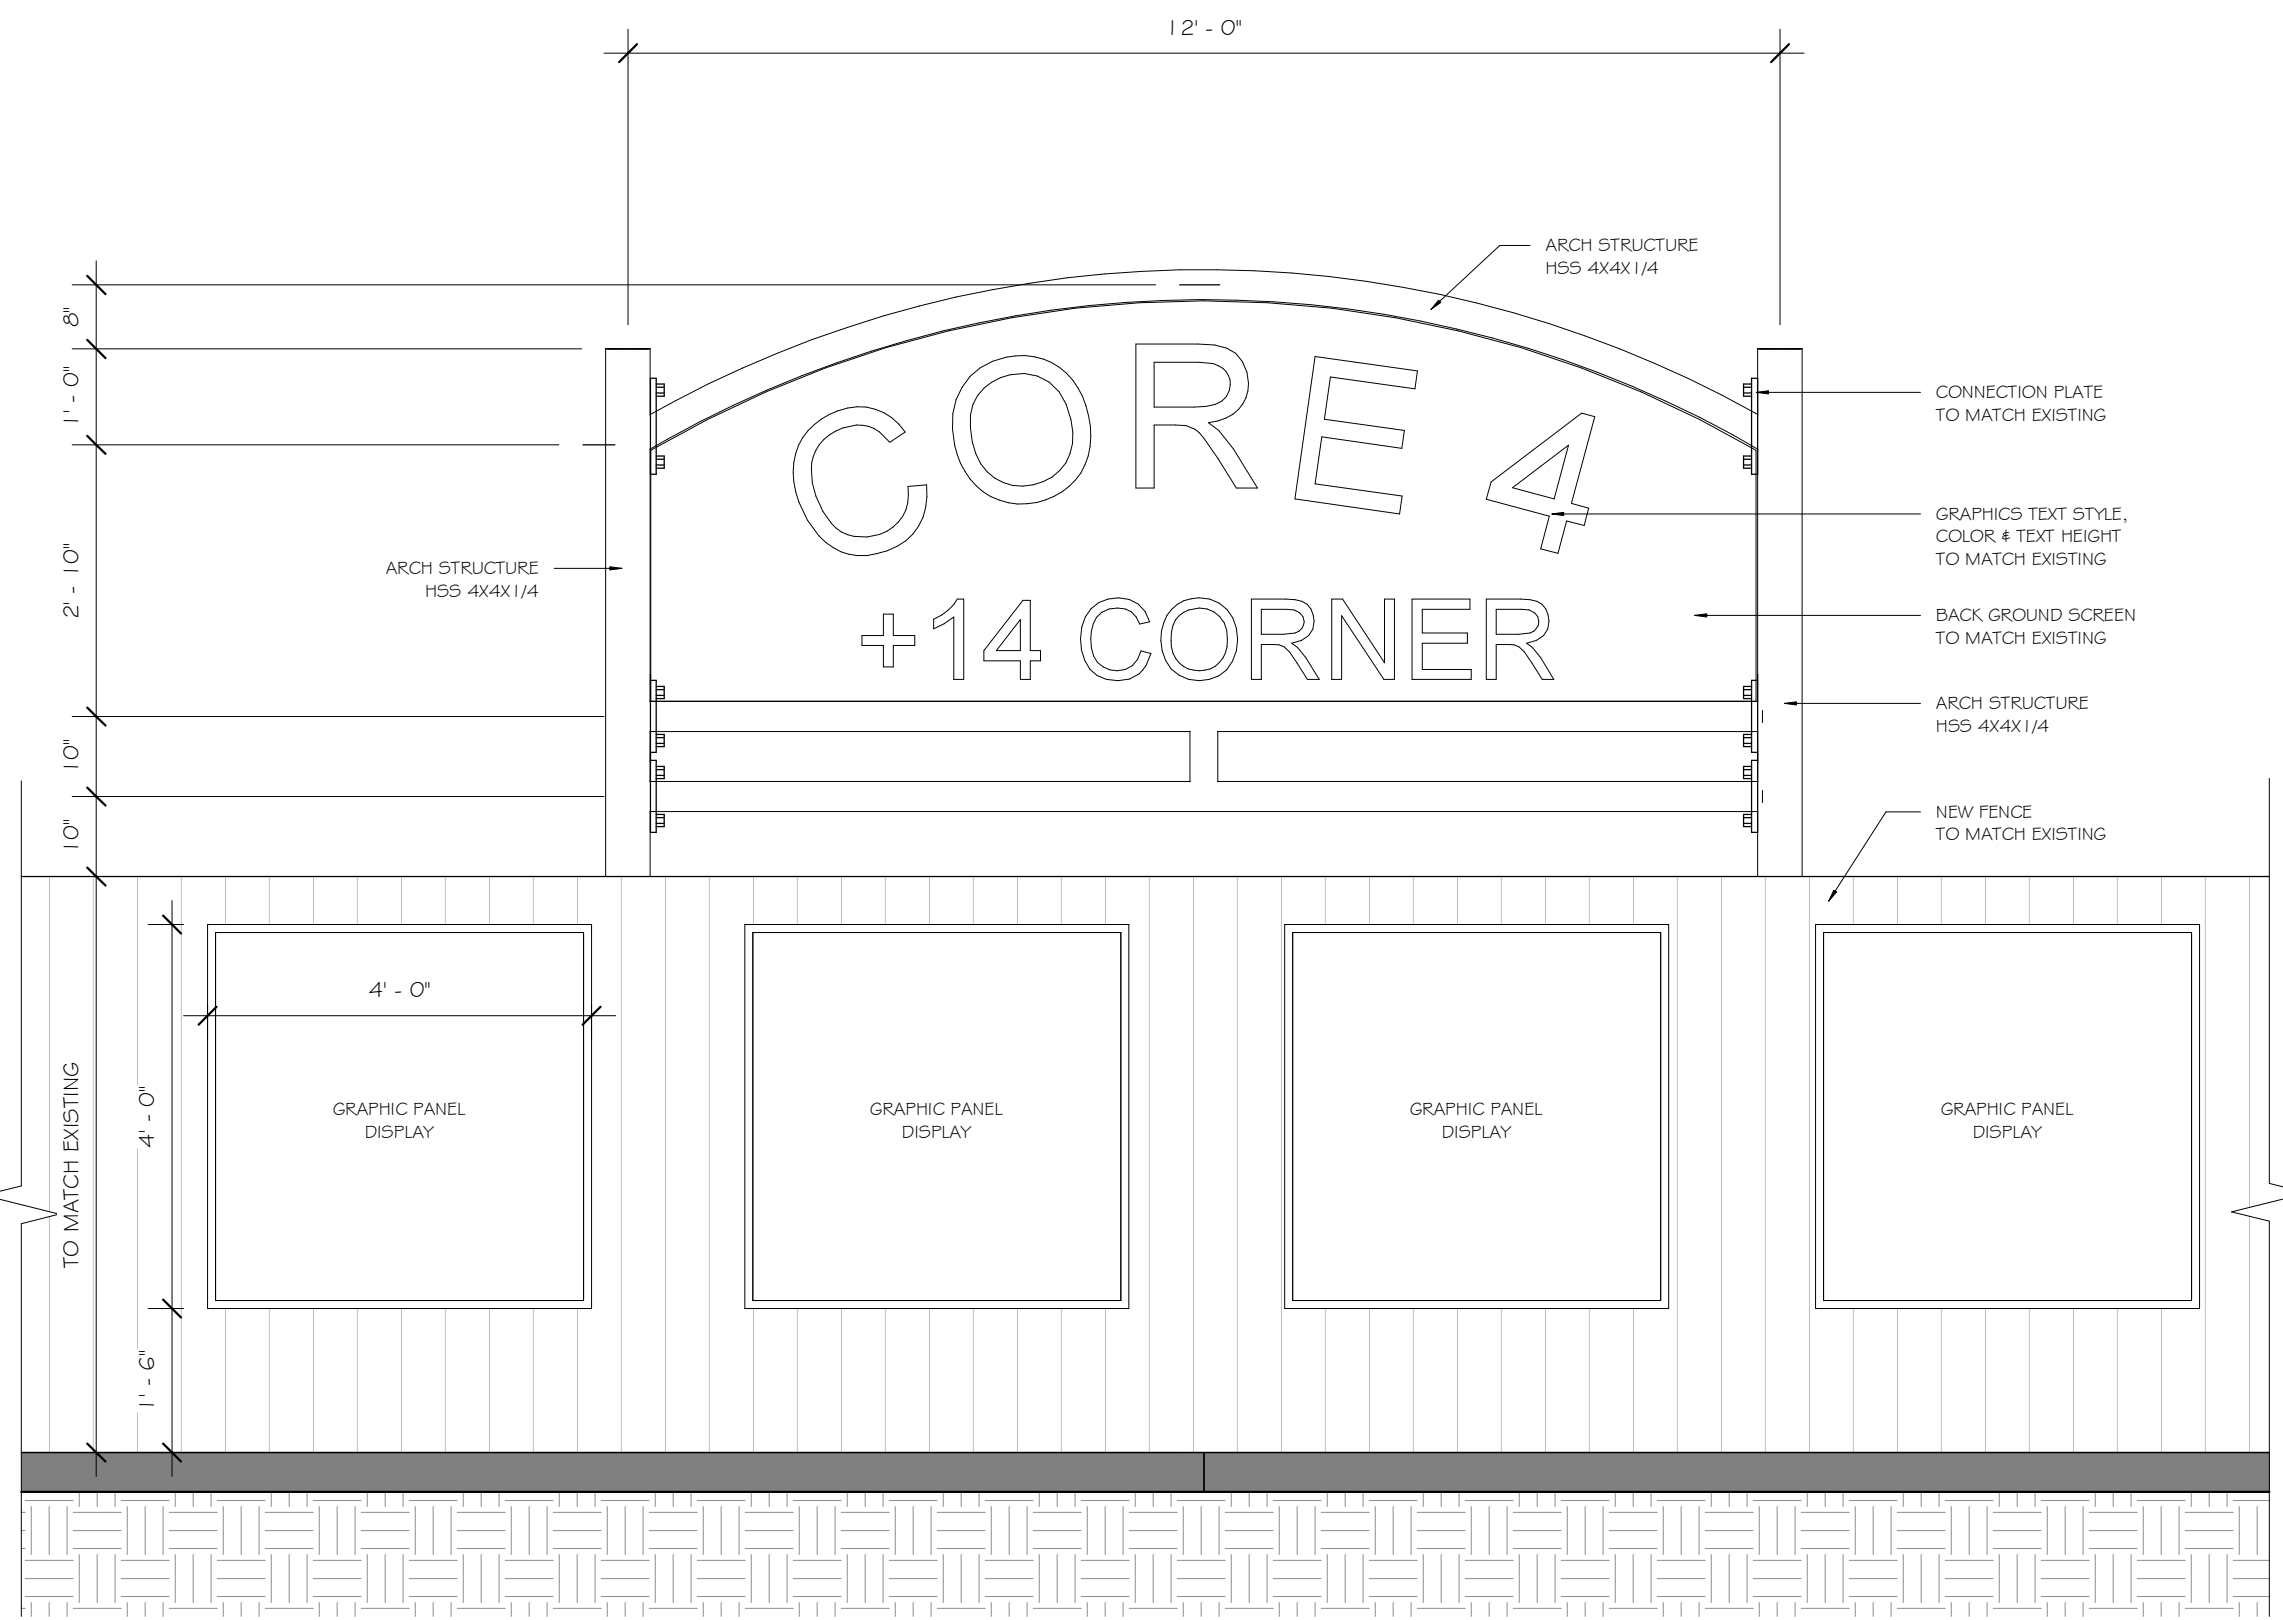 12' - 0"
ARCH STRUCTURE
HSS 4X4X1/4
8"
1' - 0"
2' - 10"
10"
10"
CORE 4
+14 CORNER
ARCH STRUCTURE
HSS 4X4X1/4
CONNECTION PLATE
TO MATCH EXISTING
GRAPHICS TEXT STYLE,
COLOR & TEXT HEIGHT
TO MATCH EXISTING
BACK GROUND SCREEN
TO MATCH EXISTING
ARCH STRUCTURE
HSS 4X4X1/4
NEW FENCE
TO MATCH EXISTING
TO MATCH EXISTING
4' - 0"
1' - 6"
4' - 0"
GRAPHIC PANEL
DISPLAY
GRAPHIC PANEL
DISPLAY
GRAPHIC PANEL
DISPLAY
GRAPHIC PANEL
DISPLAY